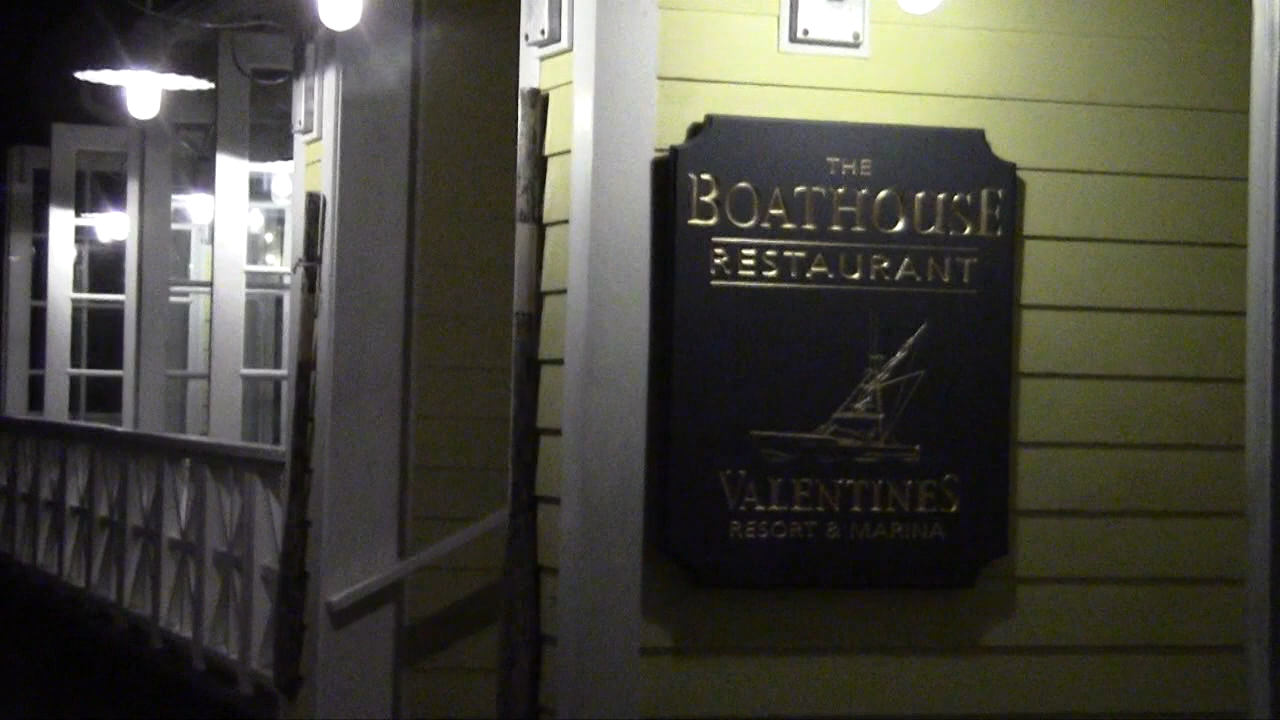 THE
BOATHOUSE
RESTAURANT
VALENTINES
RESORT & MARINA